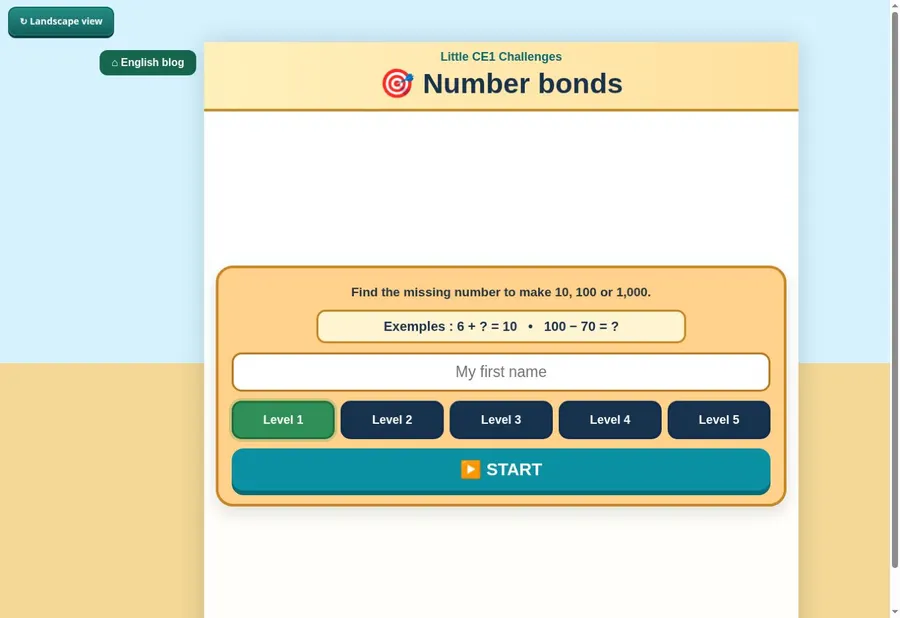 ↻ Landscape view
⌂ English blog
Little CE1 Challenges
🎯 Number bonds
Find the missing number to make 10, 100 or 1,000.
Exemples : 6 + ? = 10 • 100 − 70 = ?
My first name
Level 1 Level 2 Level 3 Level 4 Level 5
▶️ START